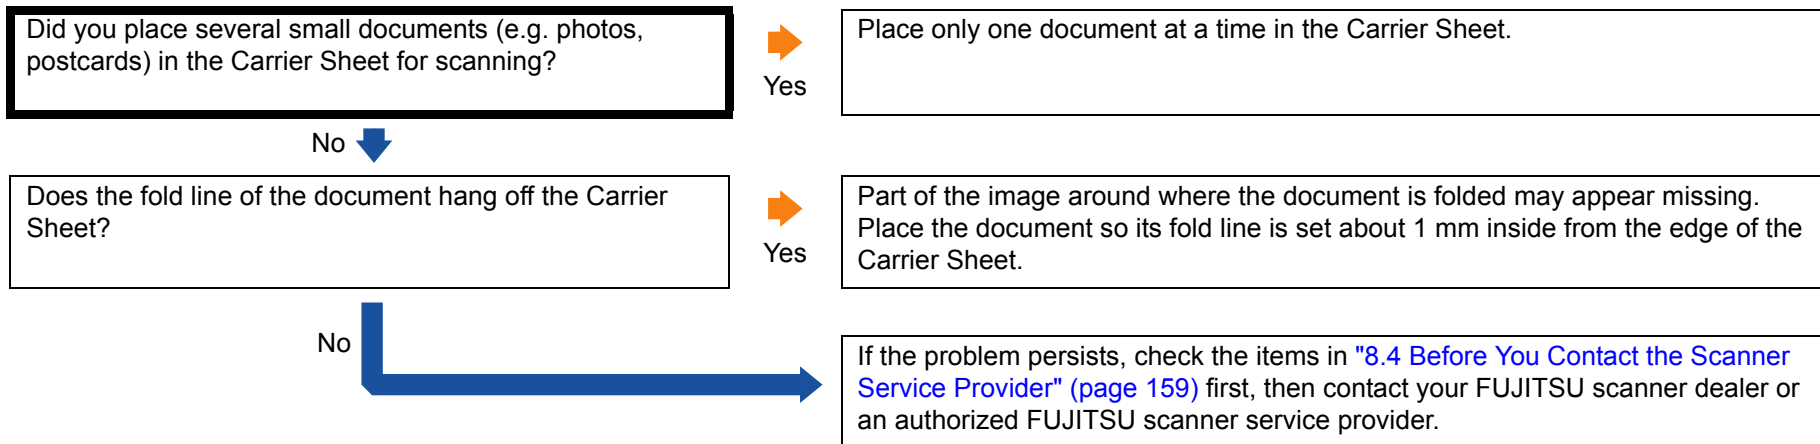 Did you place several small documents (e.g. photos,
postcards) in the Carrier Sheet for scanning?
Yes
Place only one document at a time in the Carrier Sheet.
No
Does the fold line of the document hang off the Carrier
Sheet?
Yes
Part of the image around where the document is folded may appear missing.
Place the document so its fold line is set about 1 mm inside from the edge of the
Carrier Sheet.
No
If the problem persists, check the items in "8.4 Before You Contact the Scanner
Service Provider" (page 159) first, then contact your FUJITSU scanner dealer or
an authorized FUJITSU scanner service provider.